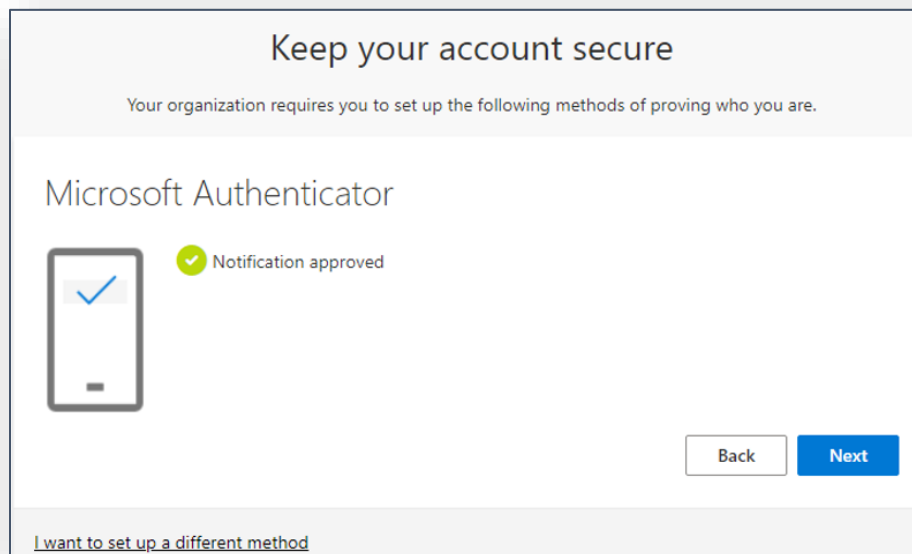 Keep your account secure
Your organization requires you to set up the following methods of proving who you are.
Microsoft Authenticator
Notification approved
Back
Next
I want to set up a different method